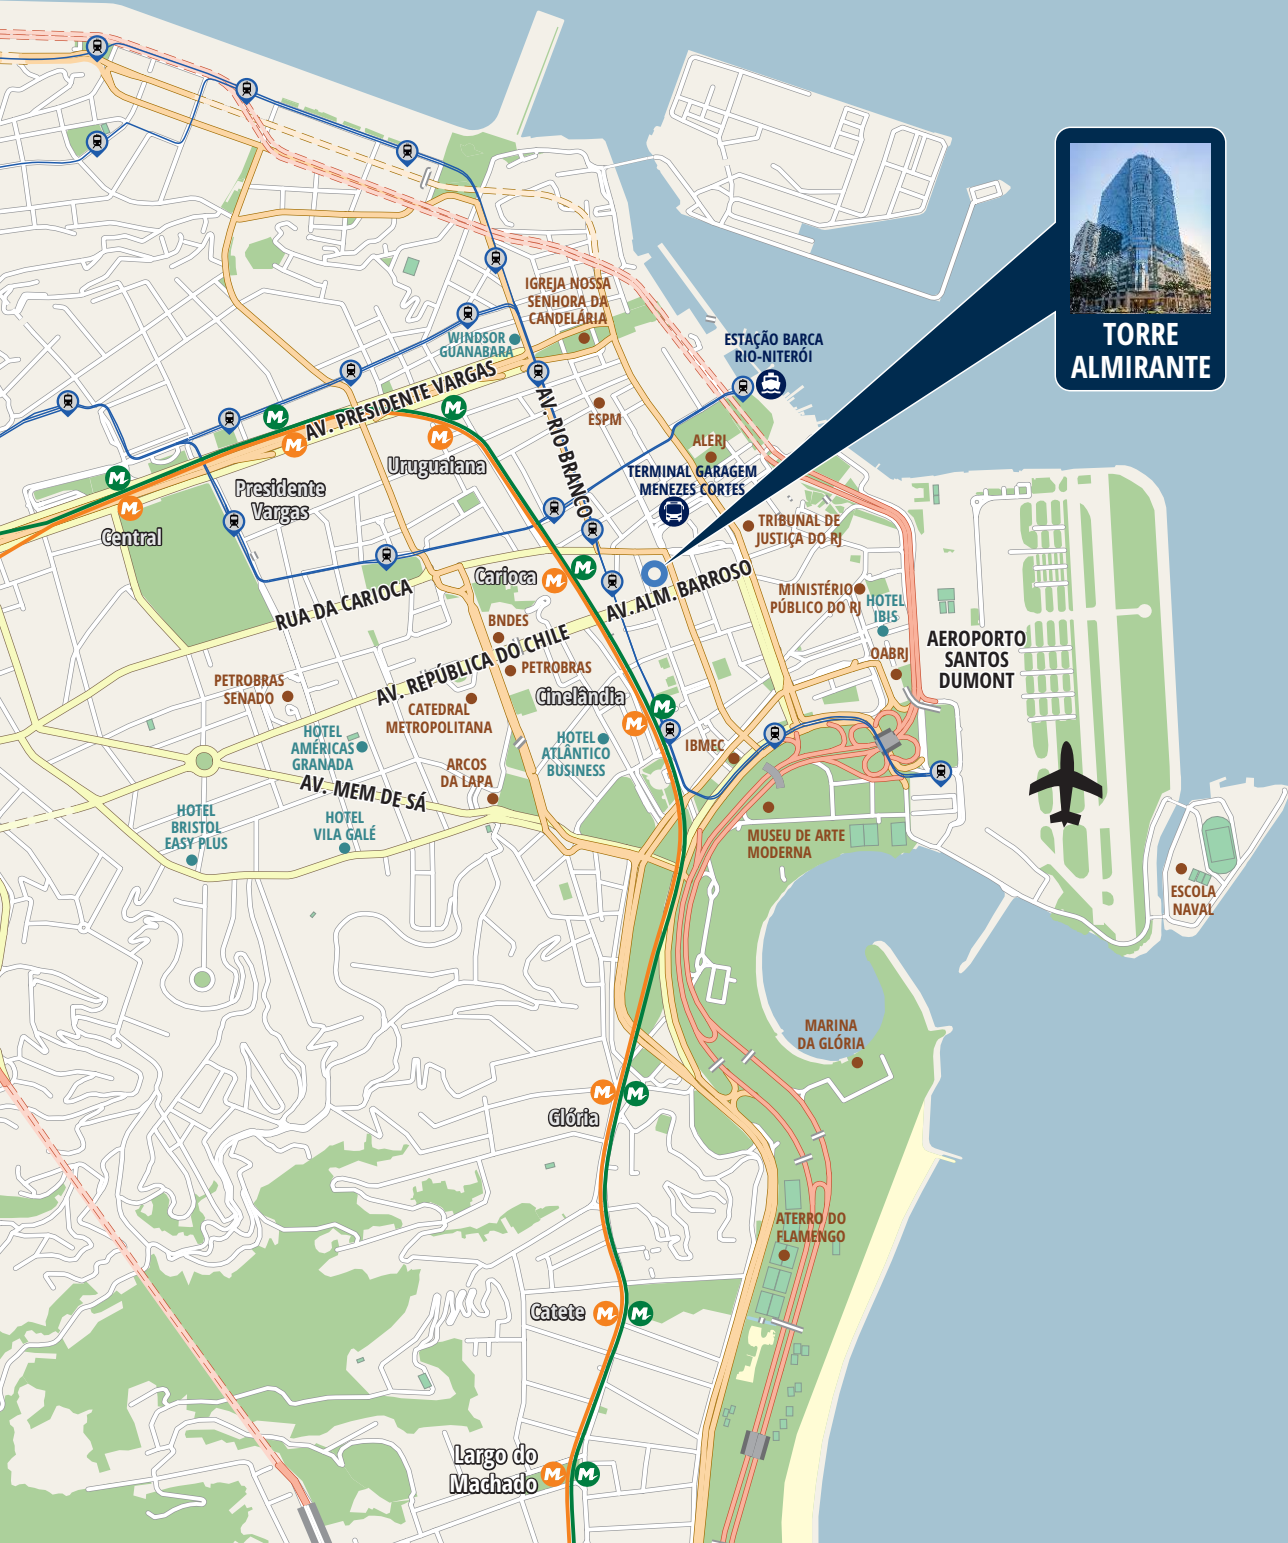 TORRE
ALMIRANTE
IGREJA NOSSA
SENHORA DA
CANDELÁRIA
WINDSOR
GUANABARA
ESTAÇÃO BARCA
RIO-NITERÓI
AV. PRESIDENTE VARGAS
AV. RIO BRANCO
ESPM
ALERJ
Uruguaiana
TERMINAL GARAGEM
MENEZES CORTES
Presidente
Vargas
Central
TRIBUNAL DE
JUSTIÇA DO RJ
Carioca
RUA DA CARIOCA
AV. ALM. BARROSO
MINISTÉRIO
PÚBLICO DO RJ
HOTEL
IBIS
BNDES
AV. REPÚBLICA DO CHILE
AEROPORTO
SANTOS
DUMONT
OABRJ
PETROBRAS
PETROBRAS
SENADO
Cinelândia
CATEDRAL
METROPOLITANA
HOTEL
AMÉRICAS
GRANADA
HOTEL
ATLÂNTICO
BUSINESS
IBMEC
ARCOS
DA LAPA
AV. MEM DE SÁ
HOTEL
BRISTOL
EASY PLUS
HOTEL
VILA GALÉ
MUSEU DE ARTE
MODERNA
ESCOLA
NAVAL
MARINA
DA GLÓRIA
Glória
ATERRO DO
FLAMENGO
Catete
Largo do
Machado